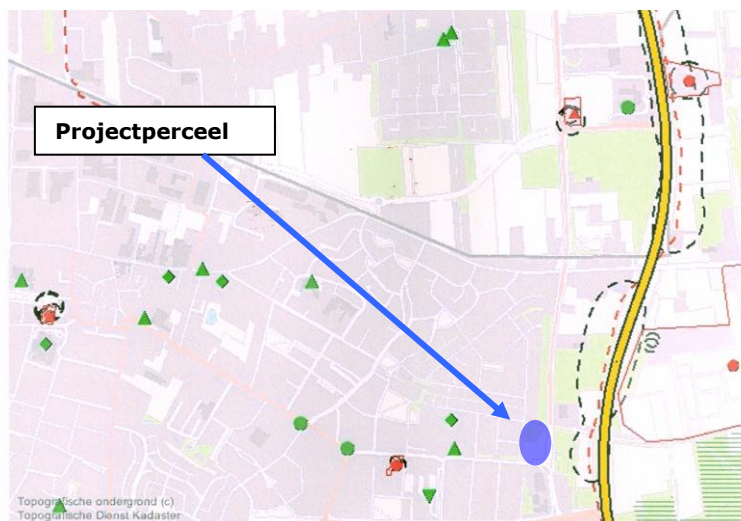 Projectperceel
Topografische ondergrond (c)
Topografische Dienst Kadaster